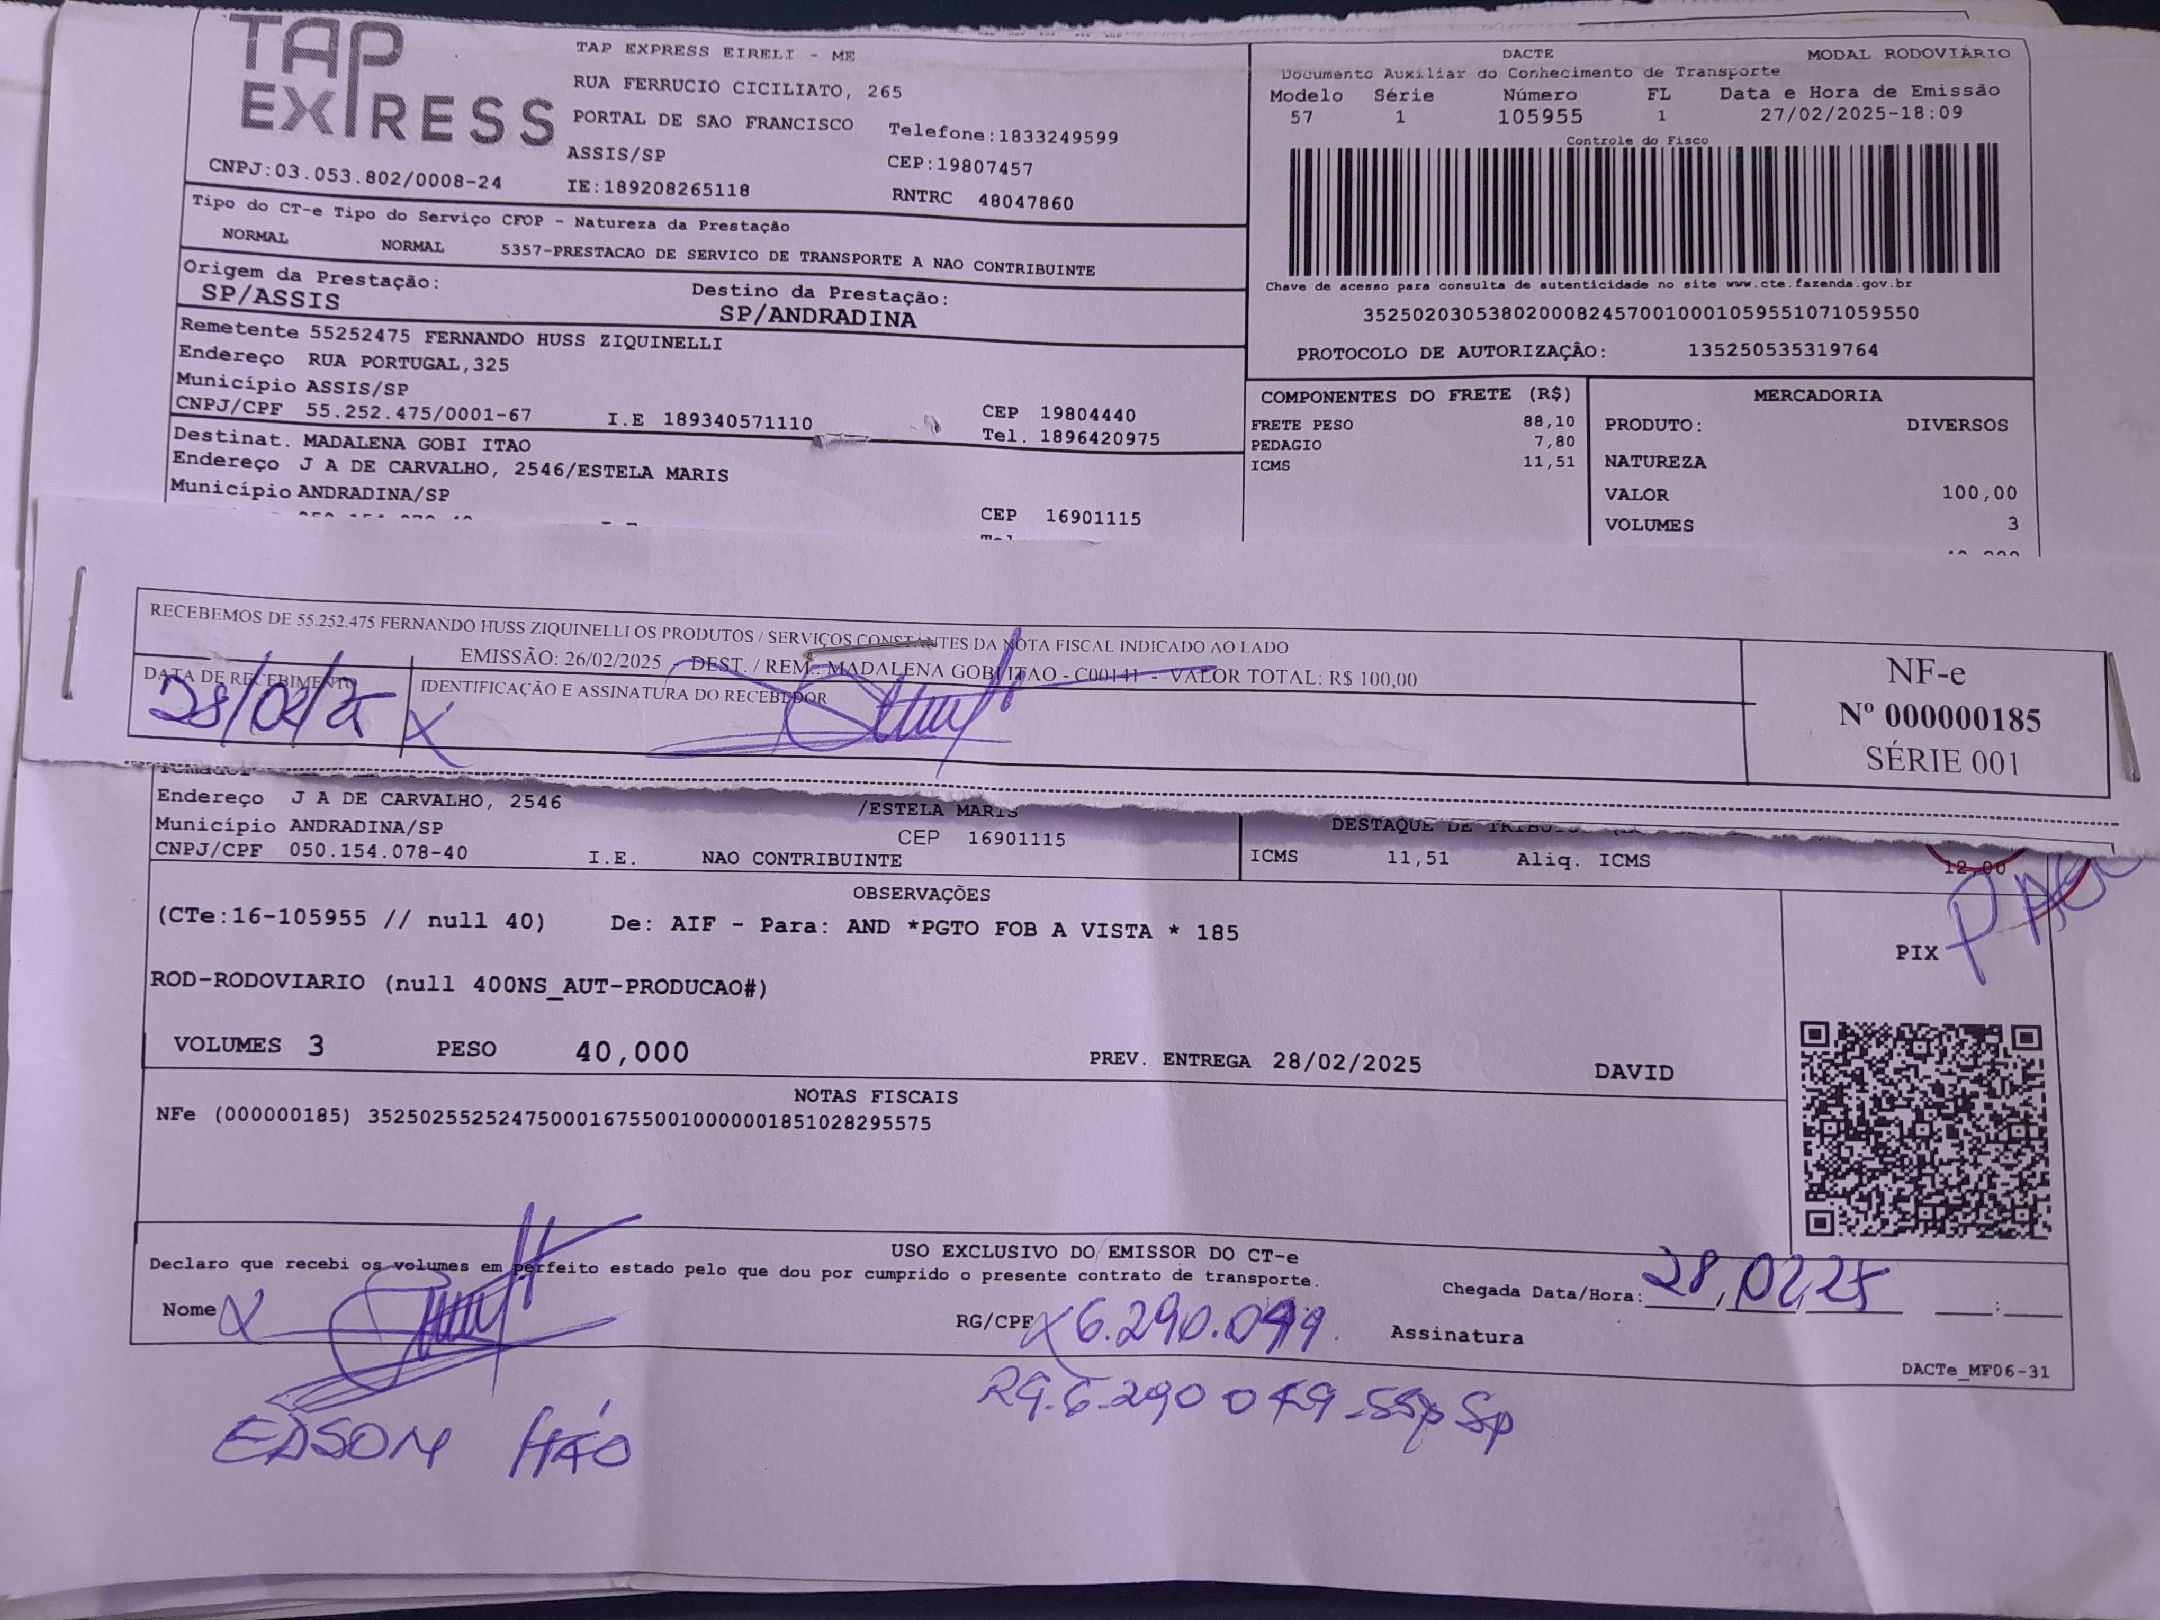 TAP EXPRESS
TAP EXPRESS EIRELI - ME
RUA FERRUCIO CICILIATO, 265
PORTAL DE SAO FRANCISCO Telefone:1833249599
ASSIS/SP CEP:19807457
CNPJ:03.053.802/0008-24 IE:189208265118 RNTRC 48047860
DACTE MODAL RODOVIÁRIO
Documento Auxiliar do Conhecimento de Transporte
Modelo Série Número FL Data e Hora de Emissão
57 1 105955 1 27/02/2025-18:09
Controle do Fisco
Chave de acesso para consulta de autenticidade no site www.cte.fazenda.gov.br
35250203053802000824570010001059551071059550
PROTOCOLO DE AUTORIZAÇÃO: 135250535319764
Tipo do CT-e Tipo do Serviço CFOP - Natureza da Prestação
NORMAL NORMAL 5357-PRESTACAO DE SERVICO DE TRANSPORTE A NAO CONTRIBUINTE
Origem da Prestação: Destino da Prestação:
SP/ASSIS SP/ANDRADINA
Remetente 55252475 FERNANDO HUSS ZIQUINELLI
Endereço RUA PORTUGAL,325
Município ASSIS/SP CEP 19804440
CNPJ/CPF 55.252.475/0001-67 I.E 189340571110 Tel. 1896420975
Destinat. MADALENA GOBI ITAO
Endereço J A DE CARVALHO, 2546/ESTELA MARIS
Município ANDRADINA/SP CEP 16901115
COMPONENTES DO FRETE (R$)
FRETE PESO 88,10
PEDAGIO 7,80
ICMS 11,51
MERCADORIA
PRODUTO: DIVERSOS
NATUREZA
VALOR 100,00
VOLUMES 3
RECEBEMOS DE 55.252.475 FERNANDO HUSS ZIQUINELLI OS PRODUTOS / SERVIÇOS CONSTANTES DA NOTA FISCAL INDICADO AO LADO
EMISSÃO: 26/02/2025 - DEST. / REM.: MADALENA GOBI ITAO - C00141 - VALOR TOTAL: R$ 100,00
DATA DE RECEBIMENTO IDENTIFICAÇÃO E ASSINATURA DO RECEBEDOR
28/02/25 X
NF-e
Nº 000000185
SÉRIE 001
Endereço J A DE CARVALHO, 2546 /ESTELA MARIS
Município ANDRADINA/SP CEP 16901115
CNPJ/CPF 050.154.078-40 I.E. NAO CONTRIBUINTE
DESTAQUE DE
ICMS 11,51 Aliq. ICMS 12,00
OBSERVAÇÕES
(CTe:16-105955 // null 40) De: AIF - Para: AND *PGTO FOB A VISTA * 185
ROD-RODOVIARIO (null 400NS_AUT-PRODUCAO#)
PIX
VOLUMES 3 PESO 40,000 PREV. ENTREGA 28/02/2025 DAVID
NOTAS FISCAIS
NFe (000000185) 35250255252475000167550010000001851028295575
USO EXCLUSIVO DO EMISSOR DO CT-e
Declaro que recebi os volumes em perfeito estado pelo que dou por cumprido o presente contrato de transporte.
Chegada Data/Hora: 28,02,25 :
Nome X RG/CPF X 6.290.049. Assinatura
DACTe_MF06-31
RG.6.290 049-SSP SP
EDSON ITÁO